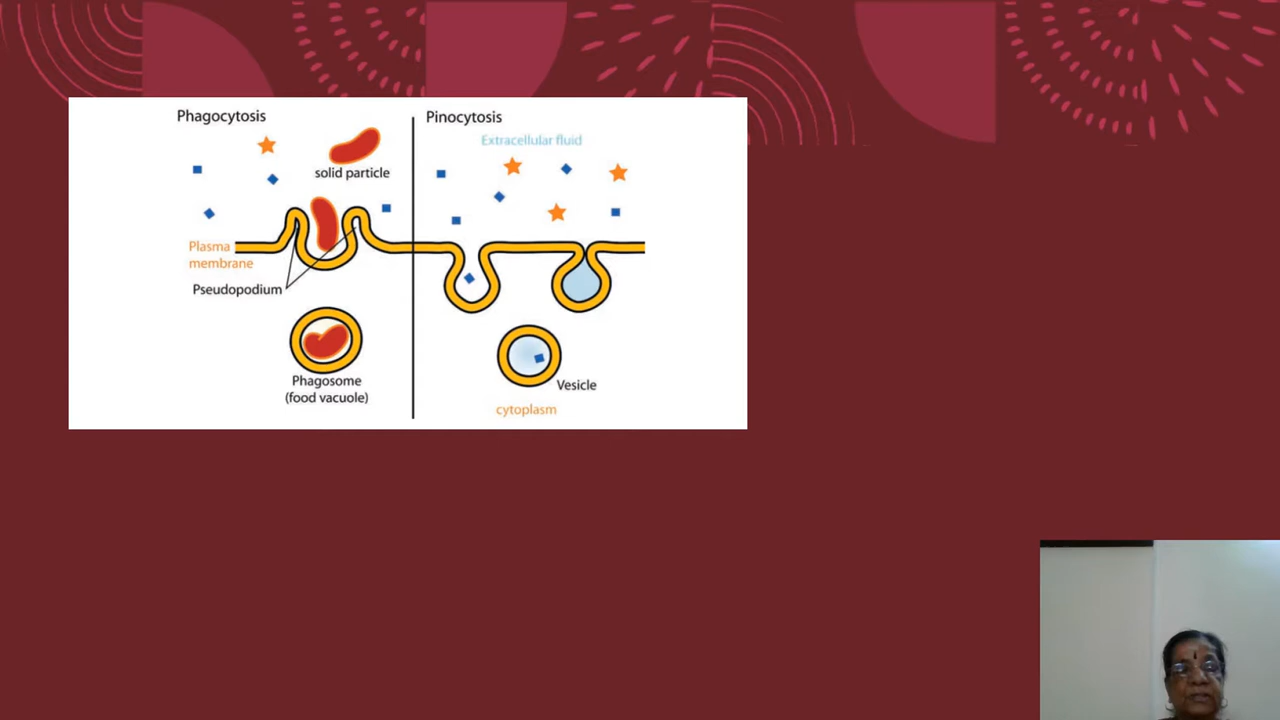 Phagocytosis
solid particle
Plasma
membrane
Pseudopodium
Phagosome
(food vacuole)
Pinocytosis
Extracellular fluid
Vesicle
cytoplasm